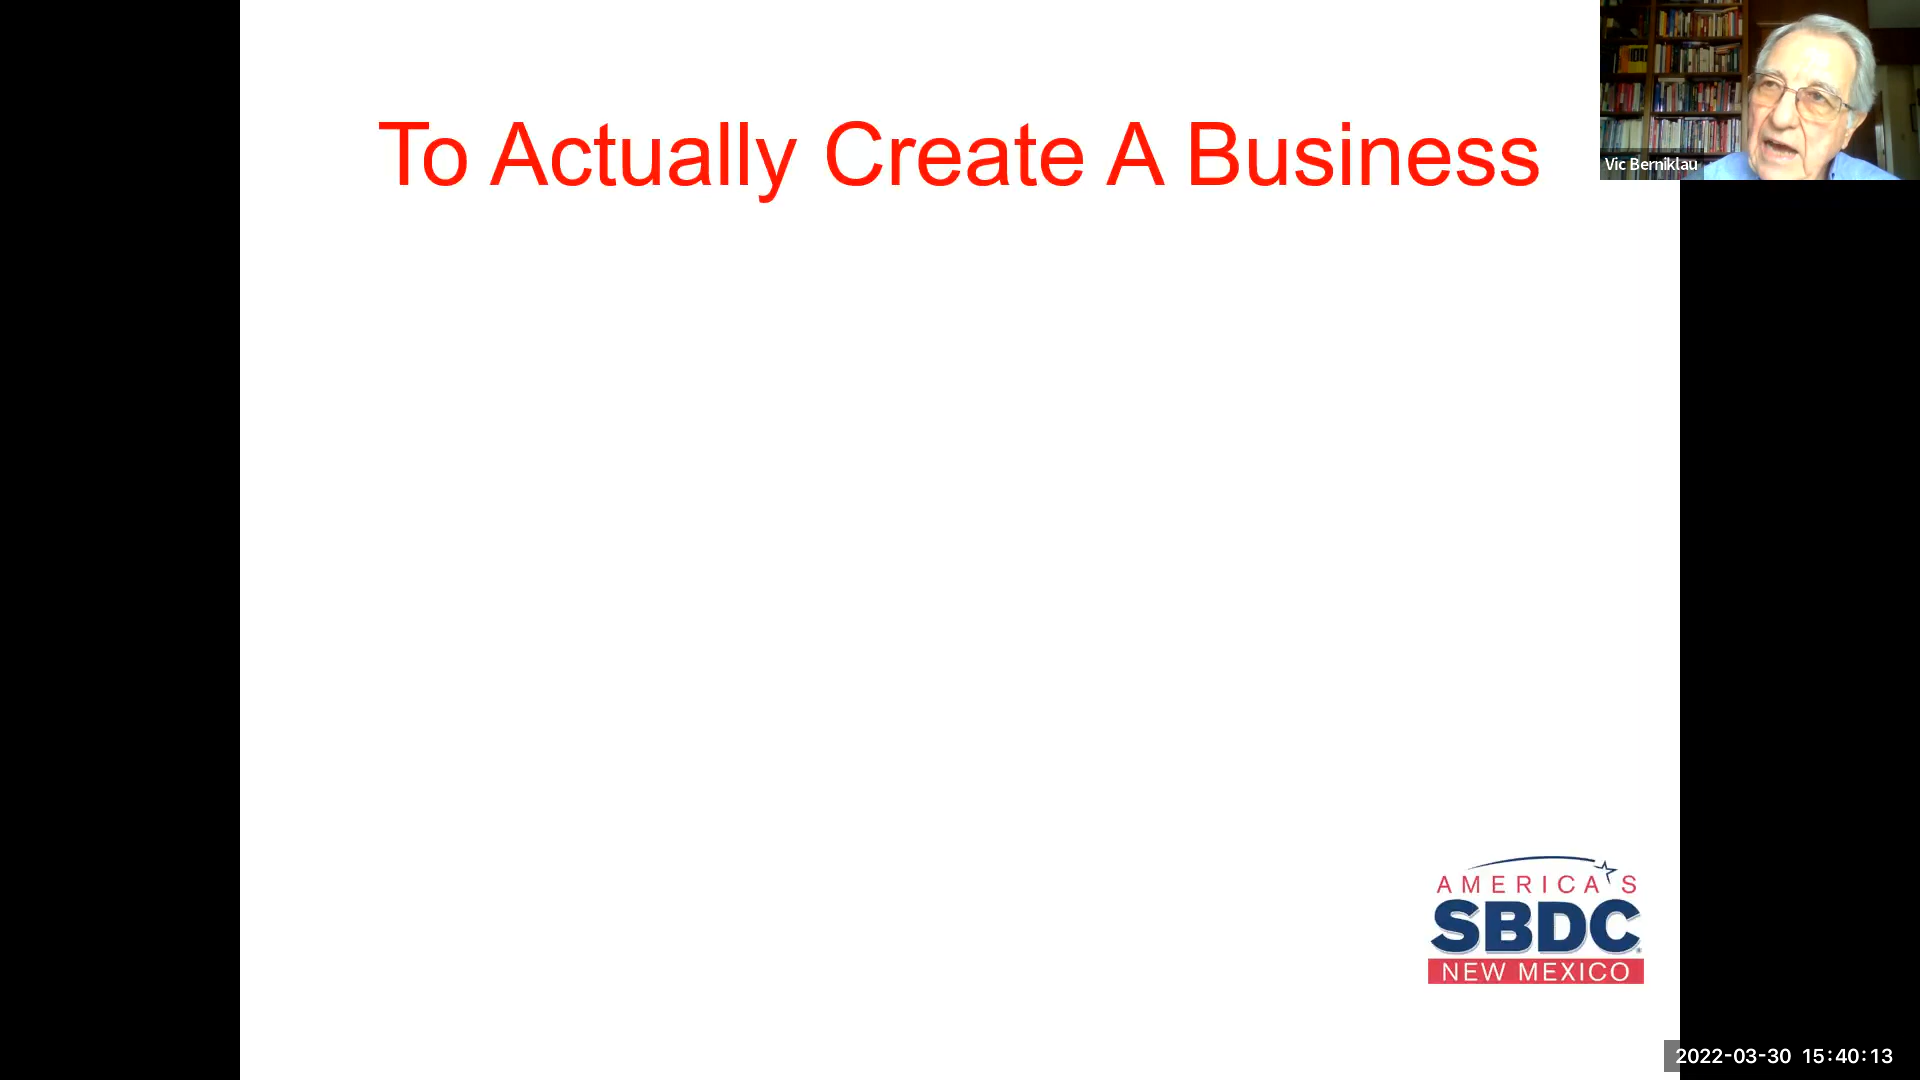 To Actually Create A Business
Vic Berniklau
AMERICA'S
SBDC
NEW MEXICO
2022-03-30 15:40:13